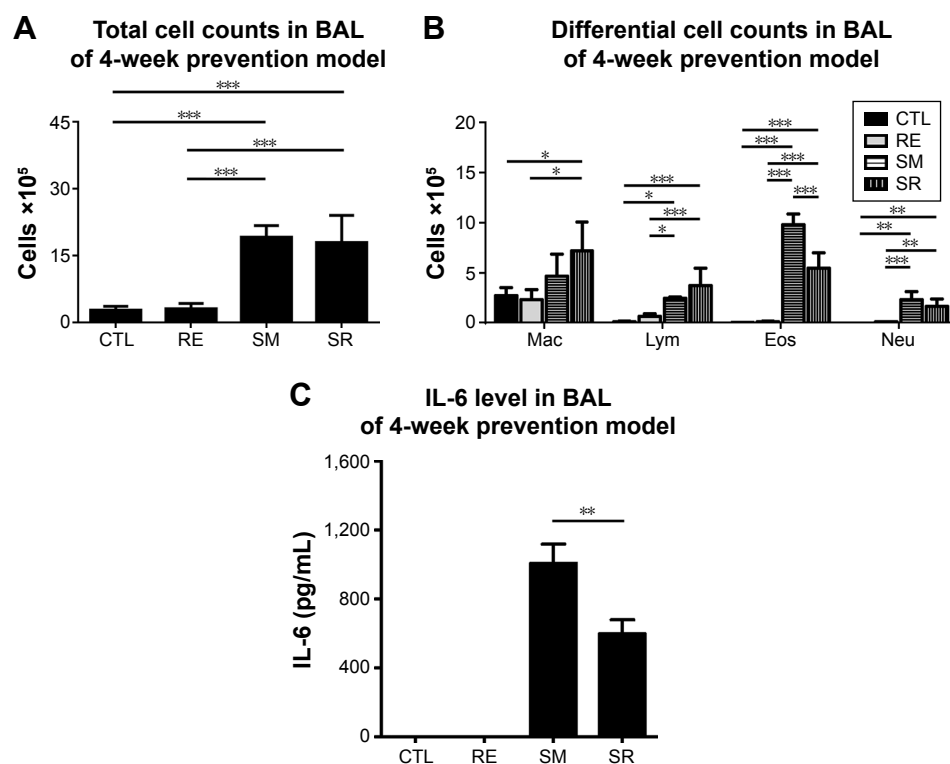 A
Total cell counts in BAL
of 4-week prevention model
***
***
***
***
45
30
15
0
Cells ×10⁵
CTL RE SM SR
B
Differential cell counts in BAL
of 4-week prevention model
CTL
RE
SM
SR
20
15
10
5
0
Cells ×10⁵
*
*
***
*
***
*
***
***
***
***
***
**
**
**
***
Mac Lym Eos Neu
C
IL-6 level in BAL
of 4-week prevention model
1,600
1,200
800
400
0
IL-6 (pg/mL)
**
CTL RE SM SR